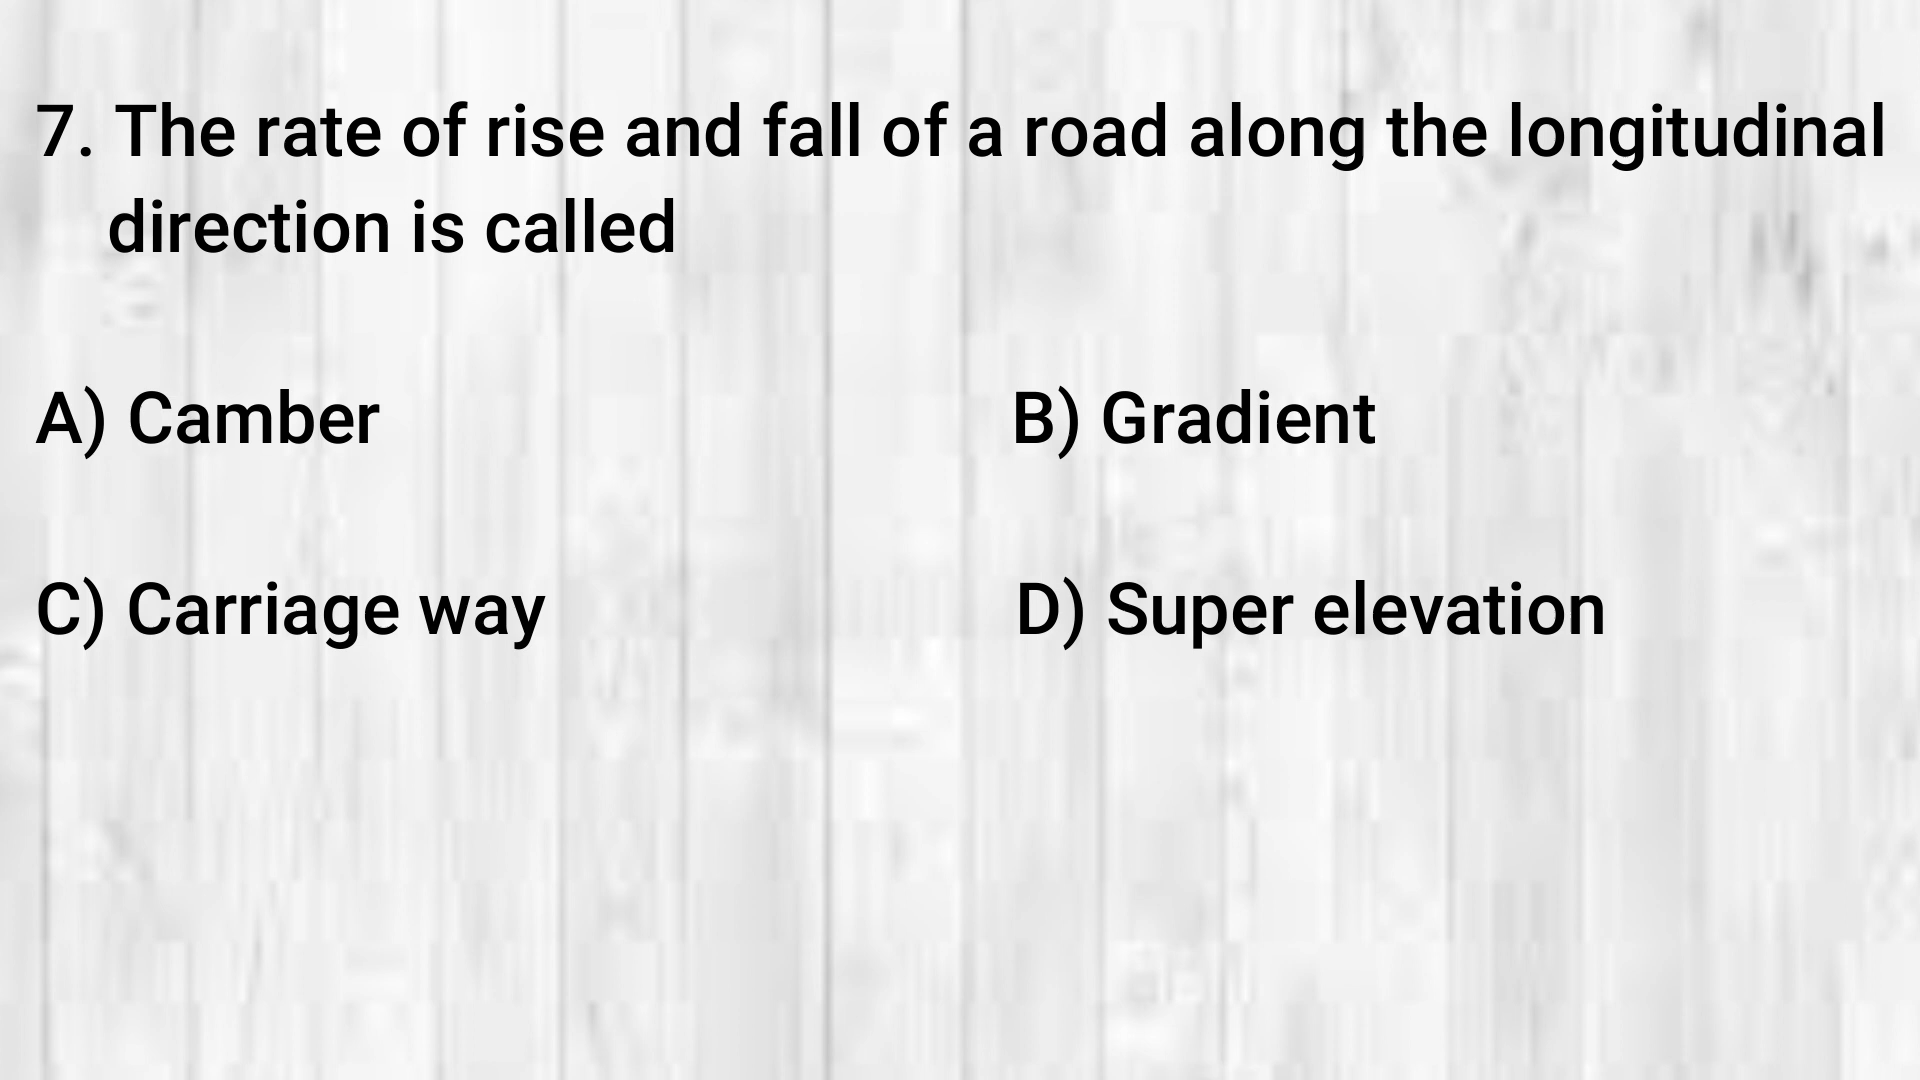 7. The rate of rise and fall of a road along the longitudinal
direction is called
A) Camber B) Gradient
C) Carriage way D) Super elevation